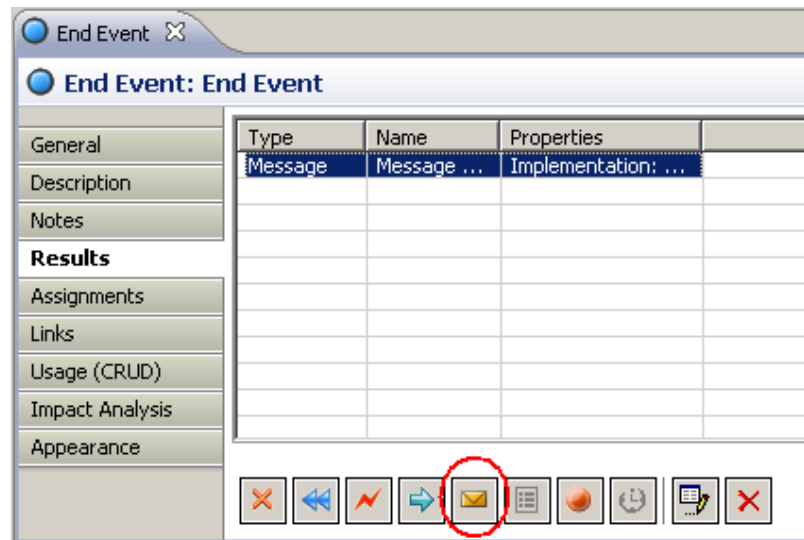 End Event
End Event: End Event
General
Description
Notes
Results
Assignments
Links
Usage (CRUD)
Impact Analysis
Appearance
Type Name Properties
Message Message ... Implementation: ...